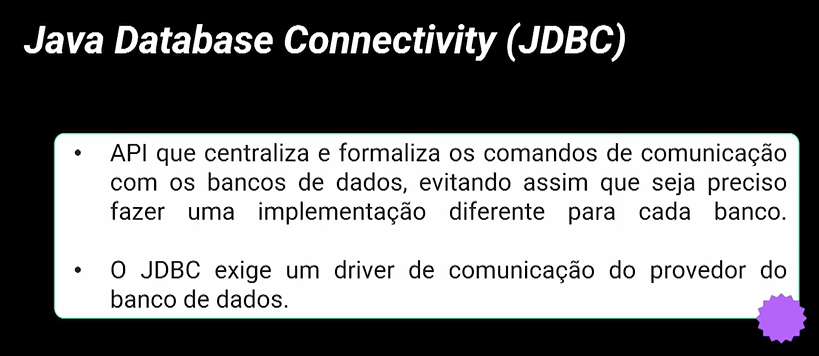 Java Database Connectivity (JDBC)
• API que centraliza e formaliza os comandos de comunicação
com os bancos de dados, evitando assim que seja preciso
fazer uma implementação diferente para cada banco.
• O JDBC exige um driver de comunicação do provedor do
banco de dados.